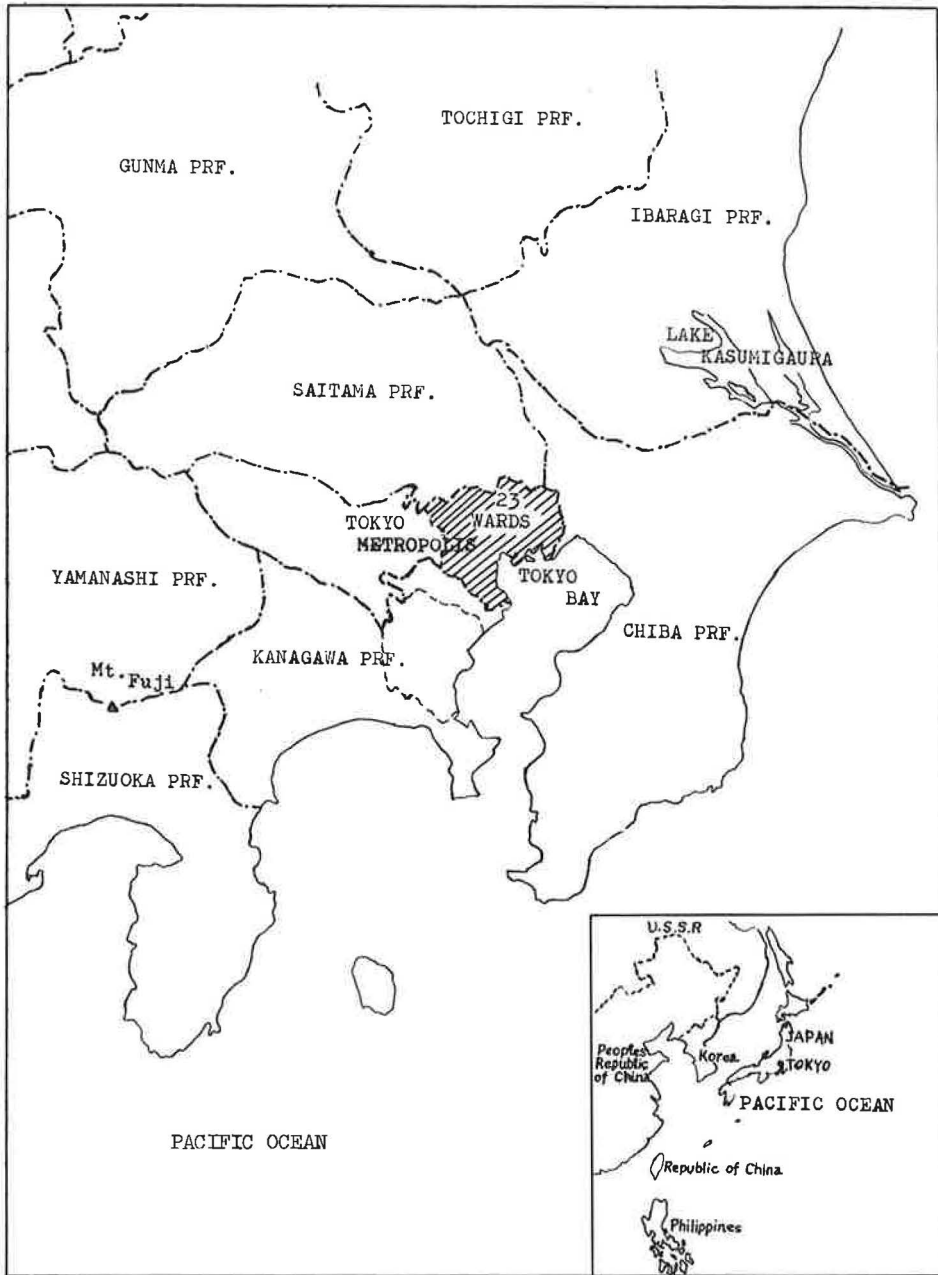 TOCHIGI PRF.
GUNMA PRF.
IBARAGI PRF.
LAKE
KASUMIGAURA
SAITAMA PRF.
23
WARDS
TOKYO
METROPOLIS
TOKYO
BAY
YAMANASHI PRF.
CHIBA PRF.
KANAGAWA PRF.
Mt. Fuji
SHIZUOKA PRF.
PACIFIC OCEAN
U.S.S.R
JAPAN
TOKYO
Korea
Peoples
Republic
of China
PACIFIC OCEAN
Republic of China
Philippines